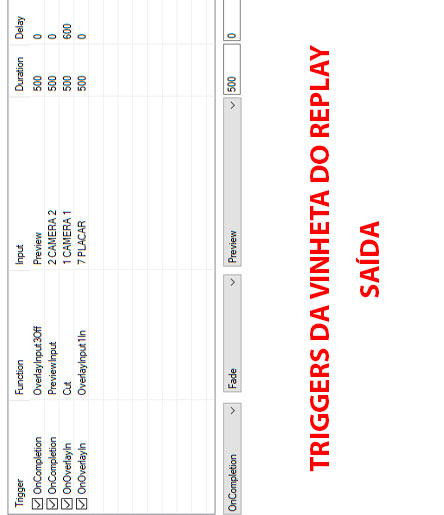 Trigger Function Input Duration Delay
OnCompletion OverlayInput3Off Preview 500 0
OnCompletion PreviewInput 2 CAMERA 2 500 0
OnOverlayIn Cut 1 CAMERA 1 500 600
OnOverlayIn OverlayInput1In 7 PLACAR 500 0
OnCompletion Fade Preview 500 0
TRIGGERS DA VINHETA DO REPLAY
SAÍDA